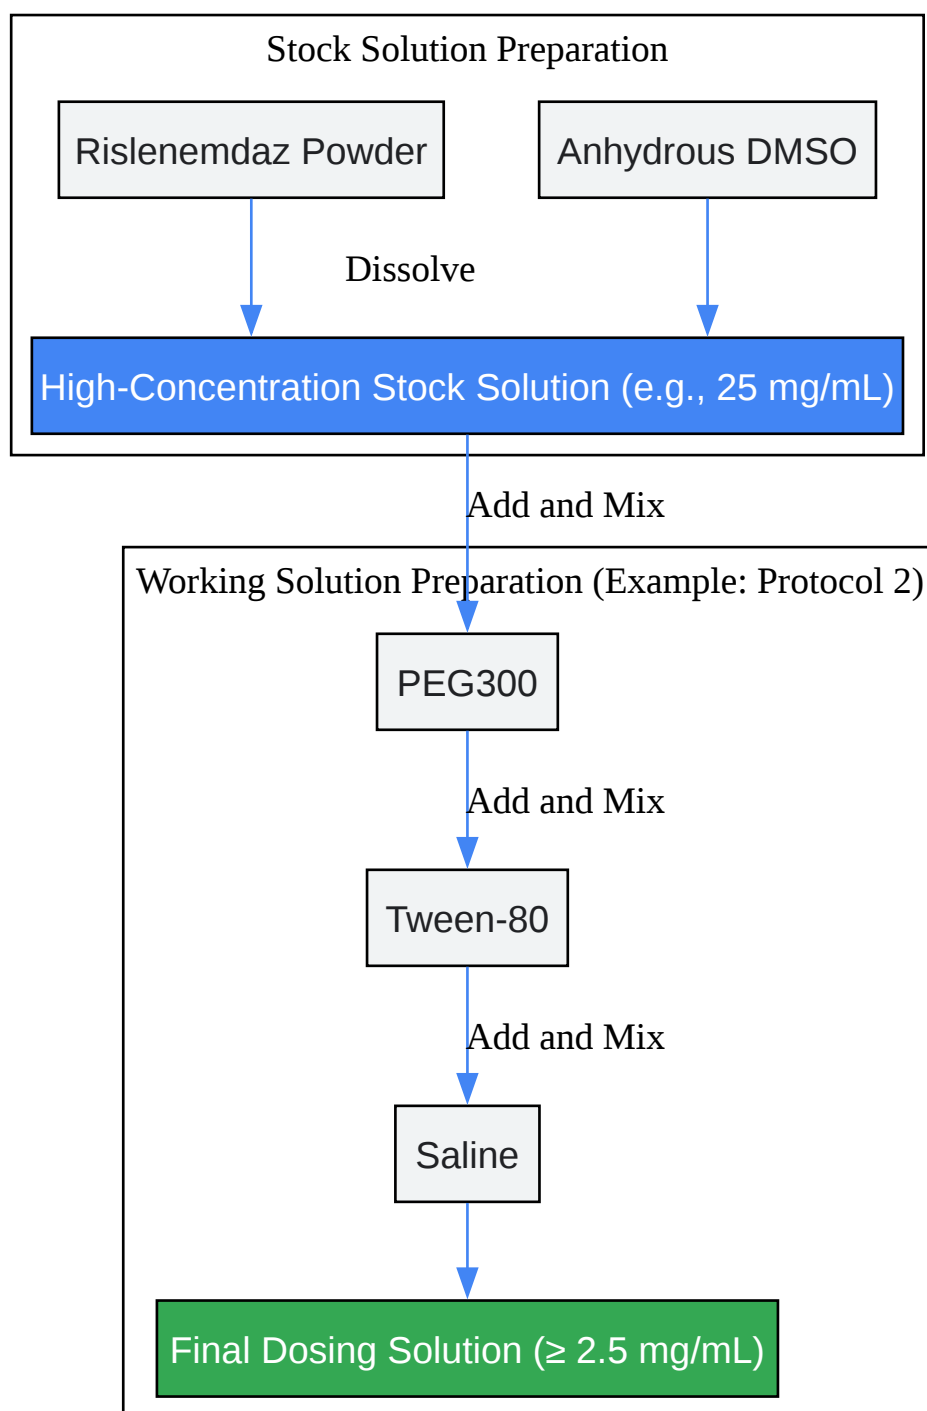 Stock Solution Preparation
Rislenemdaz Powder
Anhydrous DMSO
Dissolve
High-Concentration Stock Solution (e.g., 25 mg/mL)
Add and Mix
Working Solution Preparation (Example: Protocol 2)
PEG300
Add and Mix
Tween-80
Add and Mix
Saline
Final Dosing Solution (≥ 2.5 mg/mL)